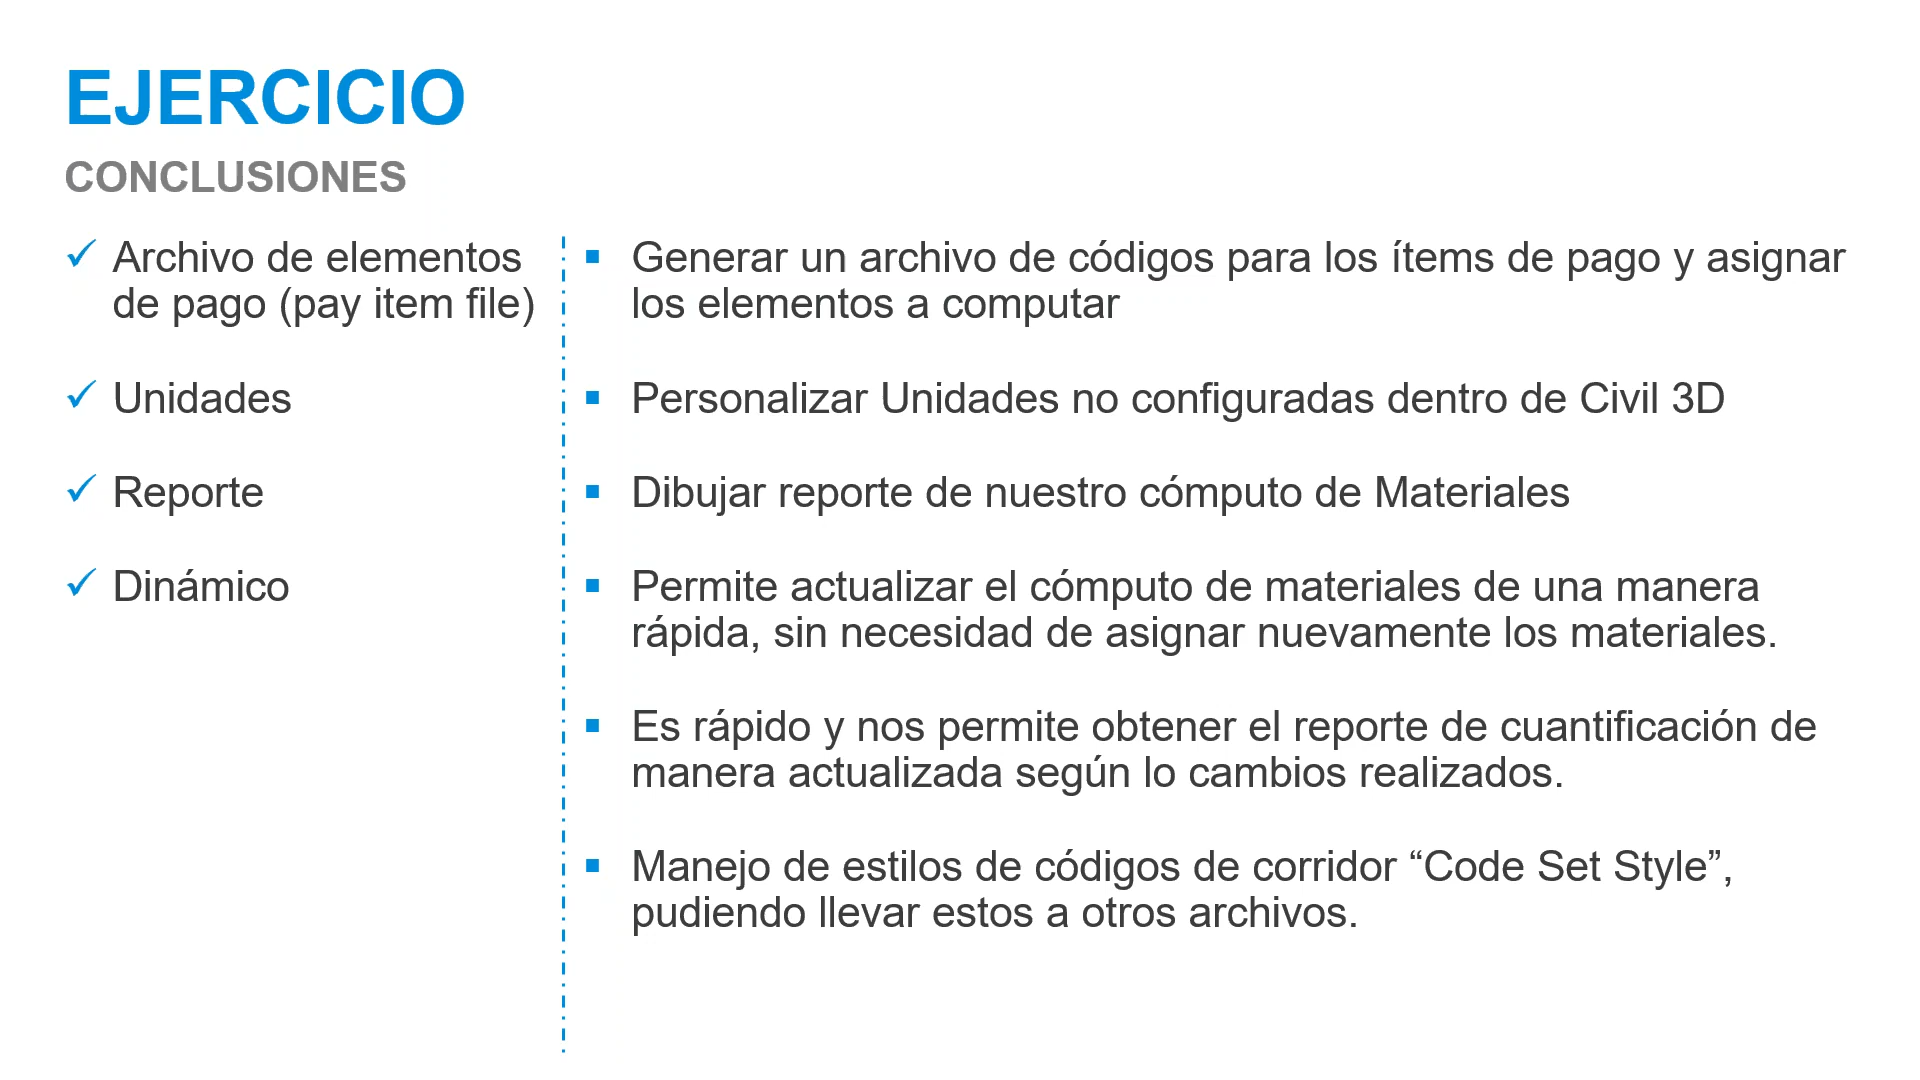 EJERCICIO
CONCLUSIONES
Archivo de elementos
de pago (pay item file)
Unidades
Reporte
Dinámico
Generar un archivo de códigos para los ítems de pago y asignar
los elementos a computar
Personalizar Unidades no configuradas dentro de Civil 3D
Dibujar reporte de nuestro cómputo de Materiales
Permite actualizar el cómputo de materiales de una manera
rápida, sin necesidad de asignar nuevamente los materiales.
Es rápido y nos permite obtener el reporte de cuantificación de
manera actualizada según lo cambios realizados.
Manejo de estilos de códigos de corridor “Code Set Style”,
pudiendo llevar estos a otros archivos.